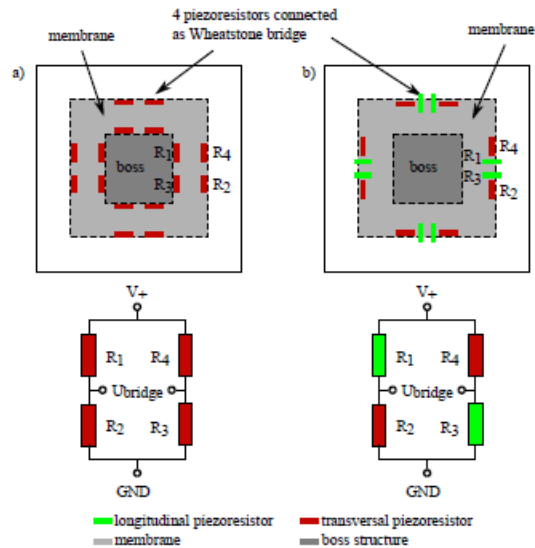 4 piezoresistors connected
as Wheatstone bridge
membrane
membrane
a)
b)
boss
R1
R3
R4
R2
boss
R1
R3
R4
R2
V+
V+
R1
R4
Ubridge
R2
R3
GND
R1
R4
Ubridge
R2
R3
GND
longitudinal piezoresistor
transversal piezoresistor
membrane
boss structure